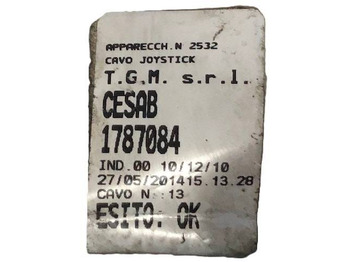 APPARECCH.N 2532
CAVO JOYSTICK
T.G.M. s.r.l.
CESAB
1787084
IND.00 10/12/10
27/05/201415.13.28
CAVO N.:13
ESITO: OK